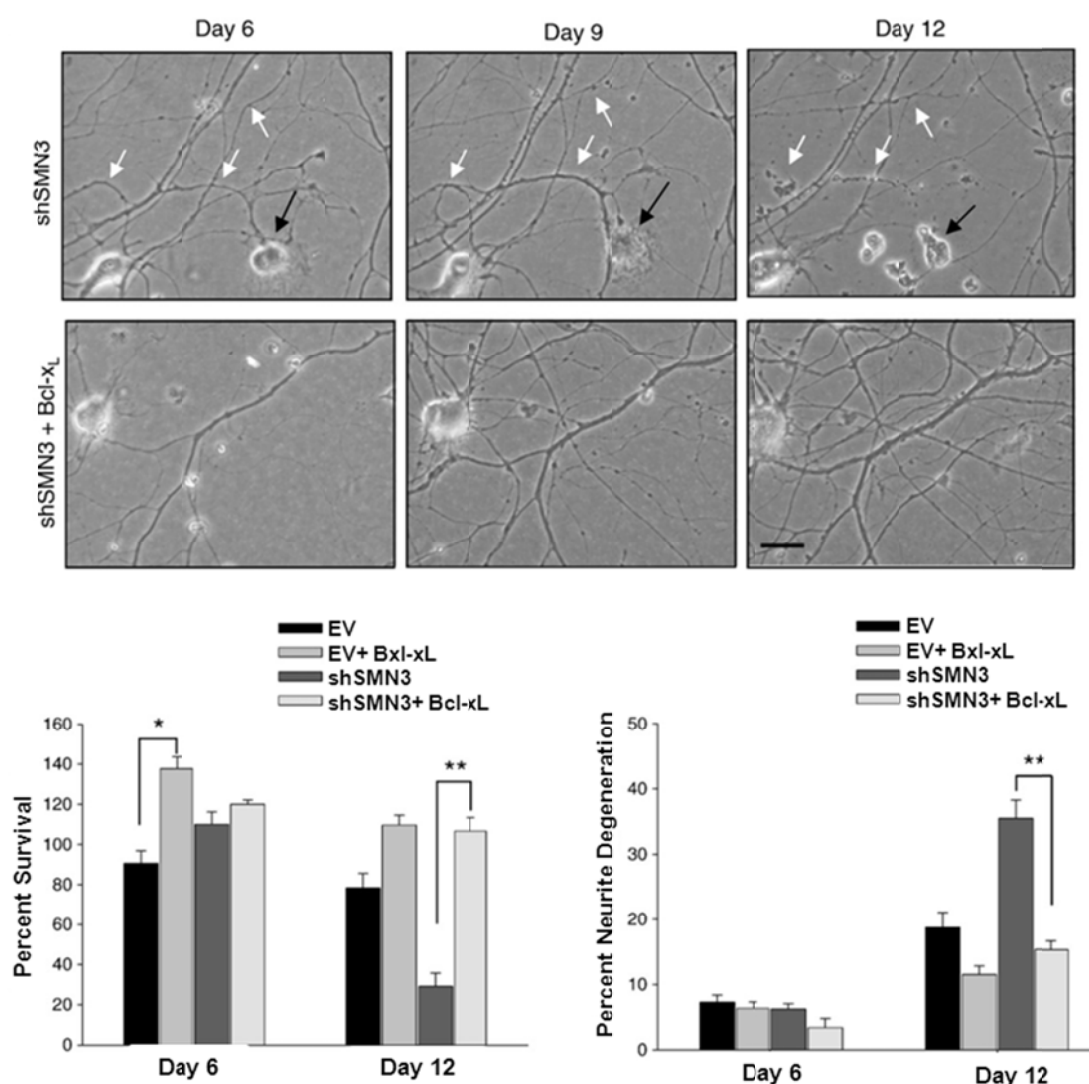 Day 6
Day 9
Day 12
shSMN3
shSMN3 + Bcl-xL
EV
EV+ Bxl-xL
shSMN3
shSMN3+ Bcl-xL
160
140
120
100
80
60
40
20
0
Percent Survival
*
**
Day 6
Day 12
EV
EV+ Bxl-xL
shSMN3
shSMN3+ Bcl-xL
50
40
30
20
10
0
Percent Neurite Degeneration
**
Day 6
Day 12